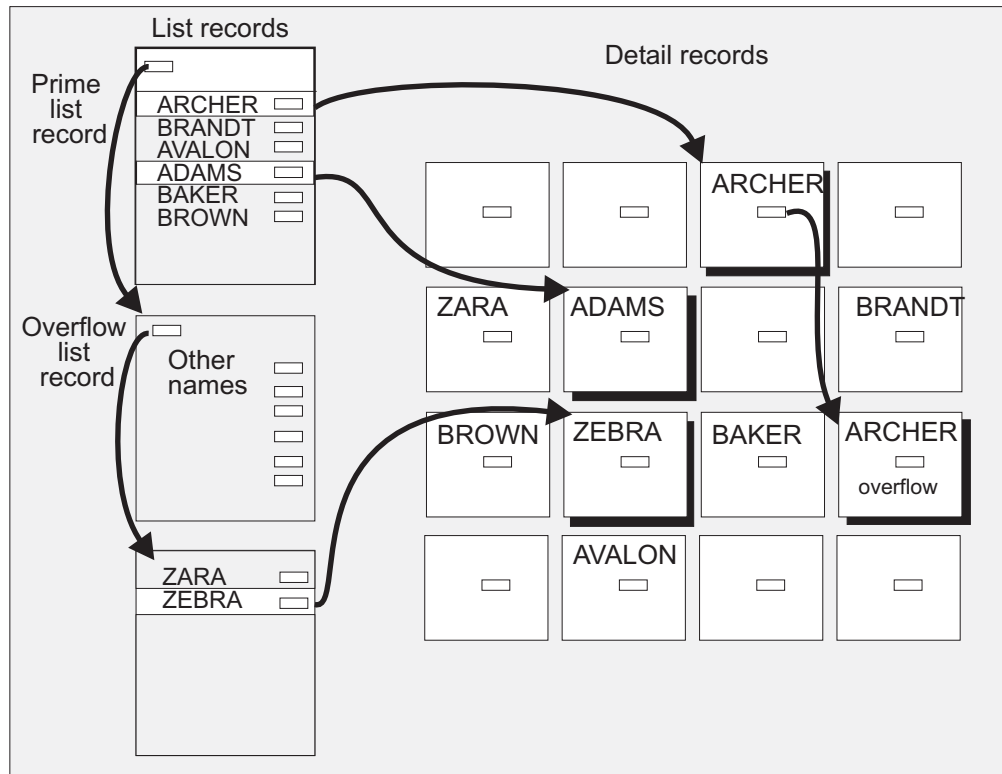 List records
Detail records
Prime
list
record
ARCHER
BRANDT
AVALON
ADAMS
BAKER
BROWN
Overflow
list
record
Other
names
ZARA
ZEBRA
ARCHER
ZARA
ADAMS
BRANDT
BROWN
ZEBRA
BAKER
ARCHER
overflow
AVALON